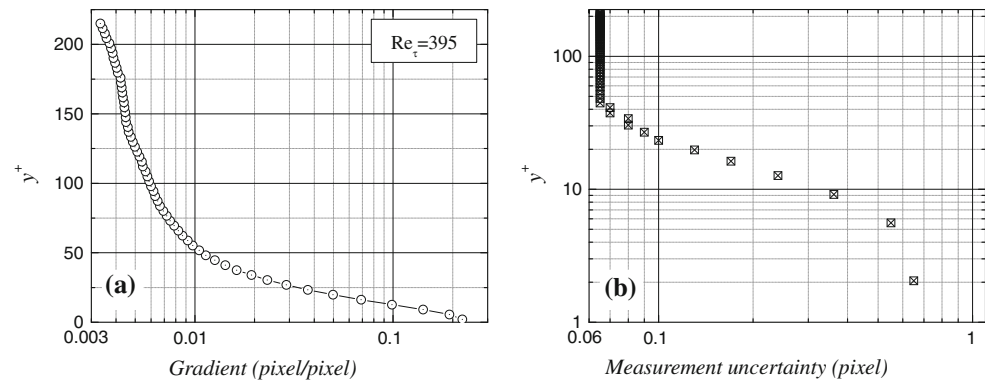 Re_τ=395
200
150
100
50
0
y⁺
(a)
0.003
0.01
0.1
Gradient (pixel/pixel)
100
10
1
y⁺
(b)
0.06
0.1
1
Measurement uncertainty (pixel)